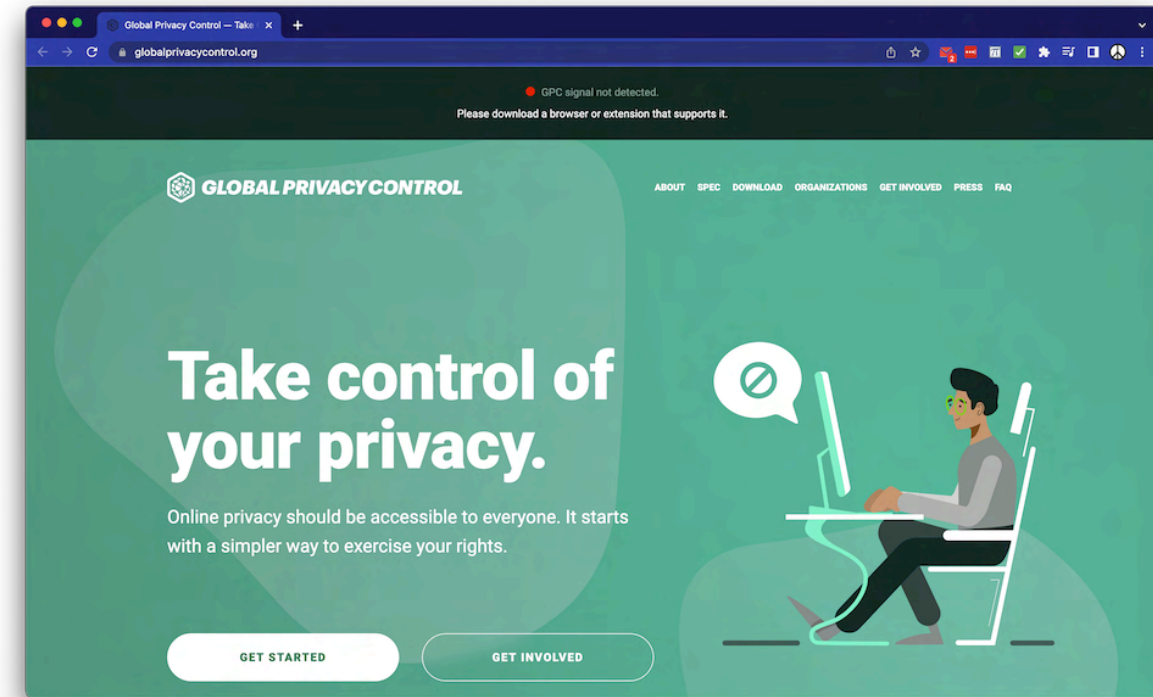 Global Privacy Control — Take
globalprivacycontrol.org
2
GPC signal not detected.
Please download a browser or extension that supports it.
GLOBAL PRIVACY CONTROL
ABOUT SPEC DOWNLOAD ORGANIZATIONS GET INVOLVED PRESS FAQ
Take control of
your privacy.
Online privacy should be accessible to everyone. It starts
with a simpler way to exercise your rights.
GET STARTED GET INVOLVED